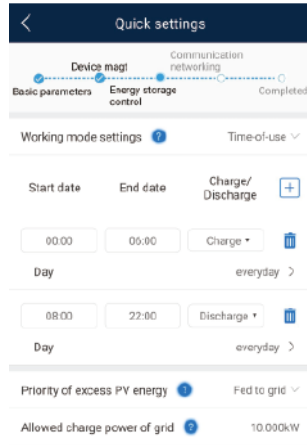 Quick settings
Communication
Device magt networking
Basic parameters Energy storage control Completed
Working mode settings ? Time-of-use
Start date End date Charge/ Discharge +
00:00 06:00 Charge
Day everyday
08:00 22:00 Discharge
Day everyday
Priority of excess PV energy ? Fed to grid
Allowed charge power of grid ? 10.000kW